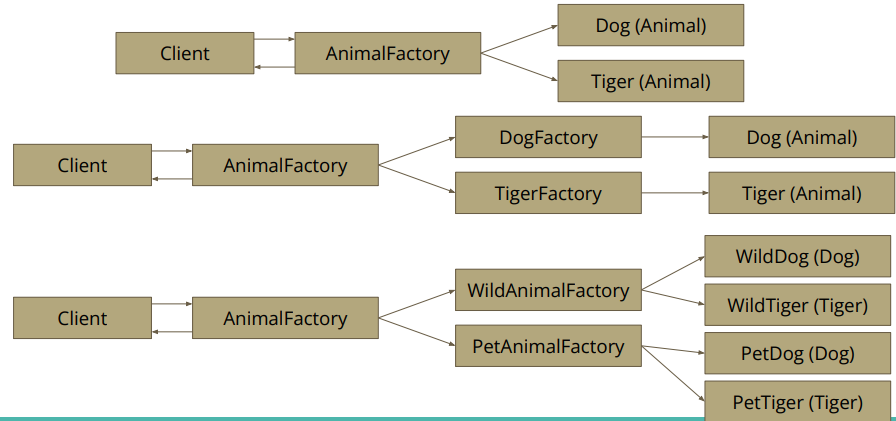 Client
AnimalFactory
Dog (Animal)
Tiger (Animal)
Client
AnimalFactory
DogFactory
Dog (Animal)
TigerFactory
Tiger (Animal)
Client
AnimalFactory
WildAnimalFactory
WildDog (Dog)
WildTiger (Tiger)
PetAnimalFactory
PetDog (Dog)
PetTiger (Tiger)